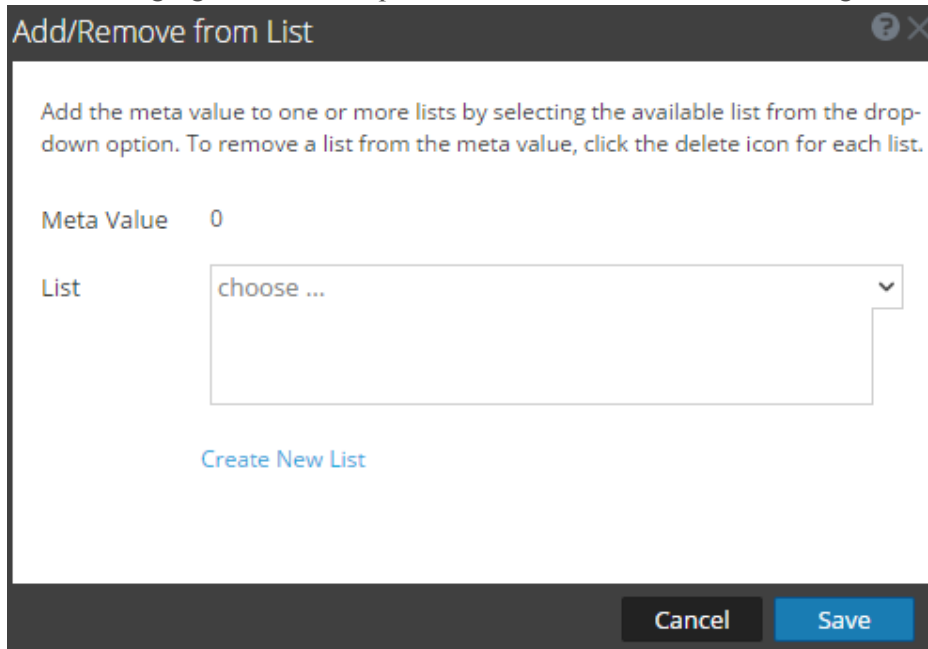 Add/Remove from List
Add the meta value to one or more lists by selecting the available list from the drop-
down option. To remove a list from the meta value, click the delete icon for each list.
Meta Value 0
List choose ...
Create New List
Cancel Save